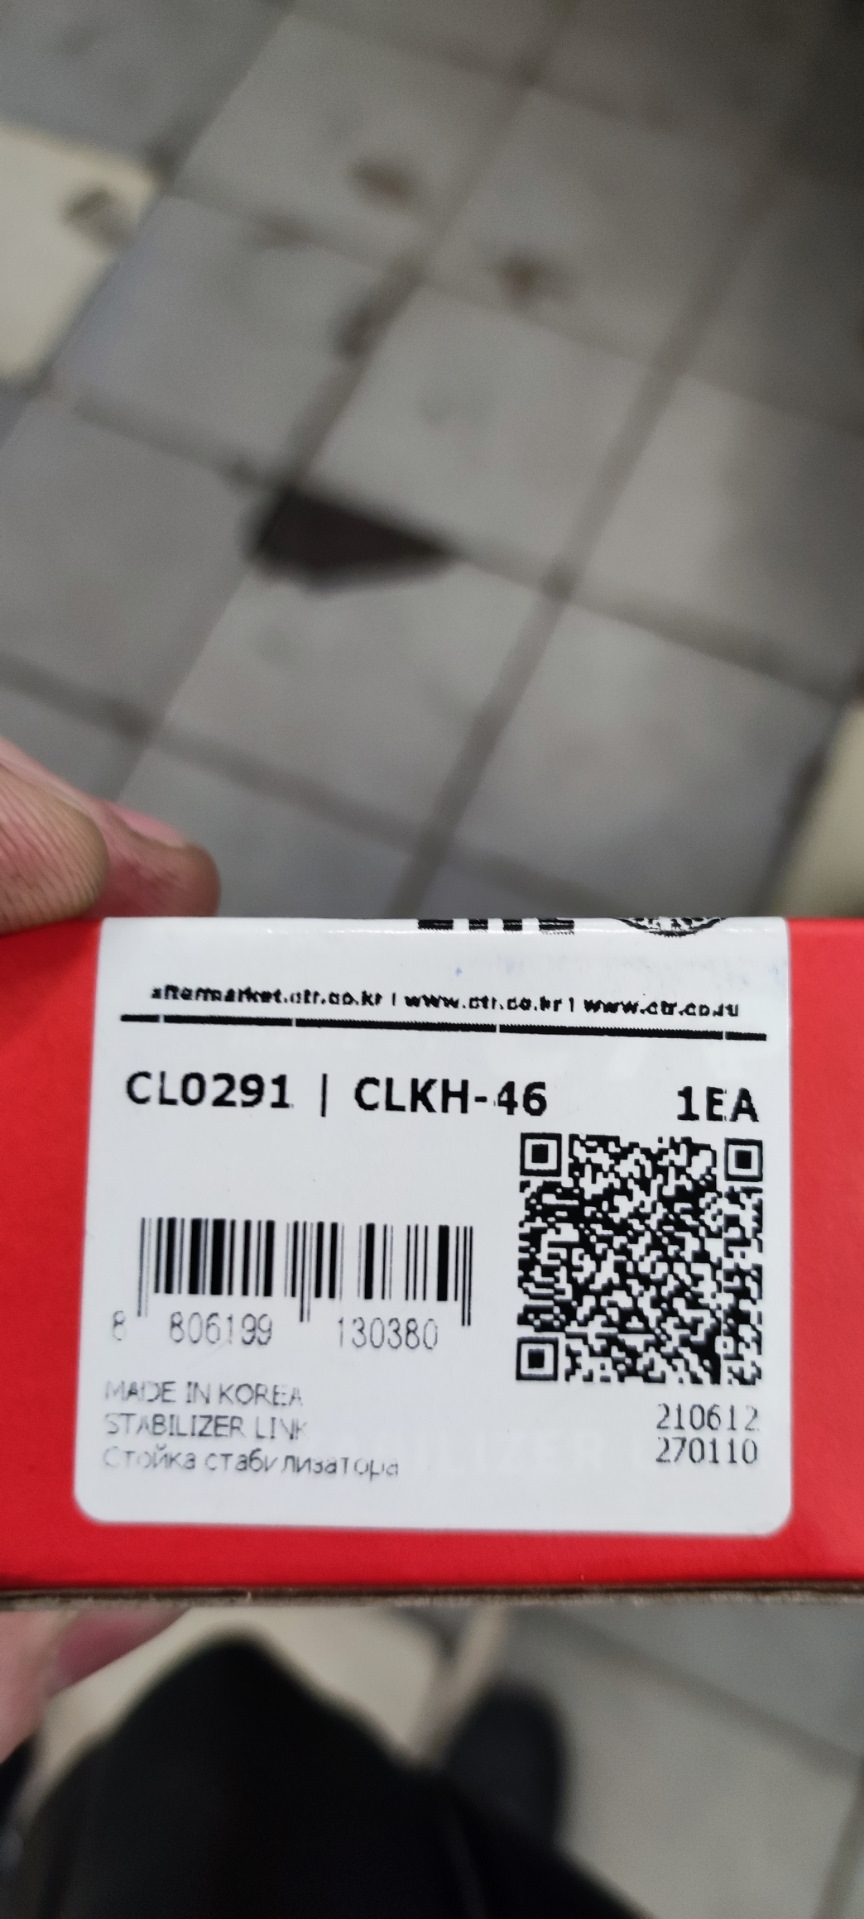 aftermarket.ctr.co.kr | www.ctr.co.kr | www.ctr.co.ru
CL0291 | CLKH-46 1EA
8 806199 130380
MADE IN KOREA
STABILIZER LINK
Стойка стабилизатора
210612
270110